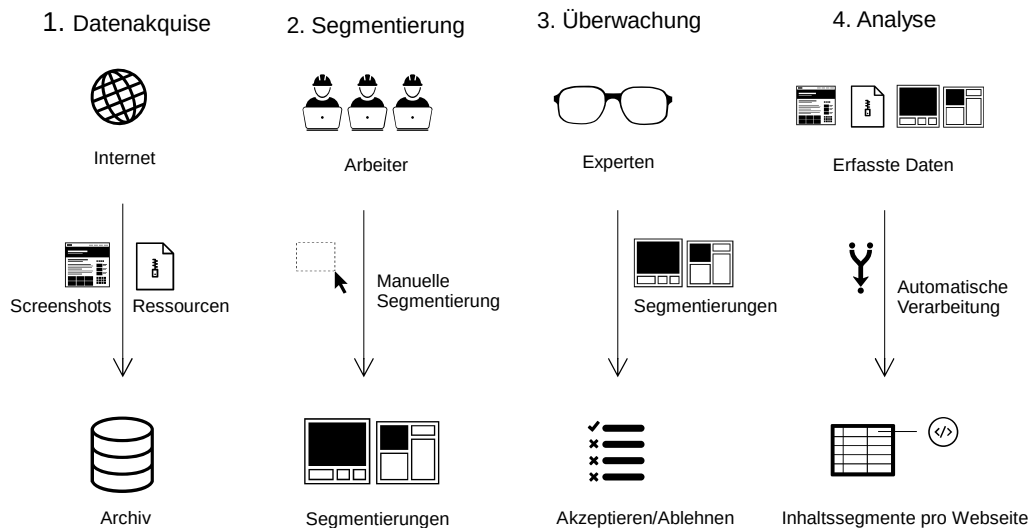 1. Datenakquise
Internet
Screenshots
Ressourcen
Archiv
2. Segmentierung
Arbeiter
Manuelle
Segmentierung
Segmentierungen
3. Überwachung
Experten
Segmentierungen
Akzeptieren/Ablehnen
4. Analyse
Erfasste Daten
Automatische
Verarbeitung
</>
Inhaltssegmente pro Webseite